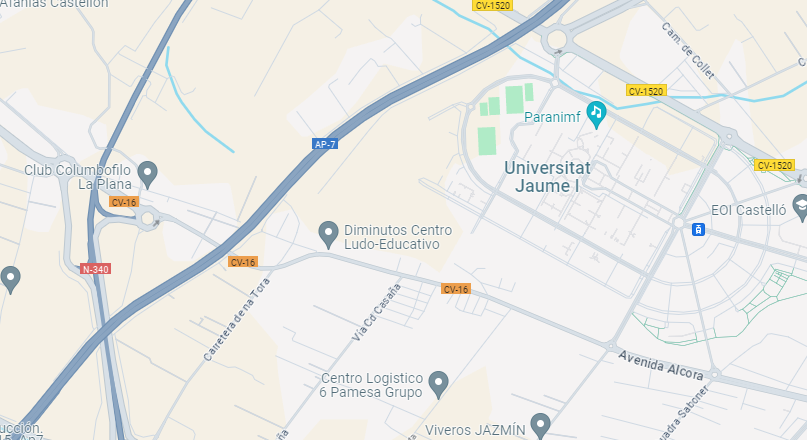 Afanias Castellón
CV-1520
Cam. de Collet
CV-1520
Paranimf
AP-7
CV-1520
Club Columbofilo
La Plana
Universitat
Jaume I
CV-16
EOI Castelló
Diminutos Centro
Ludo-Educativo
CV-16
N-340
CV-16
Carretera de na Tora
Vía Cd Casaña
Avenida Alcora
Centro Logistico
6 Pamesa Grupo
Viveros JAZMÍN